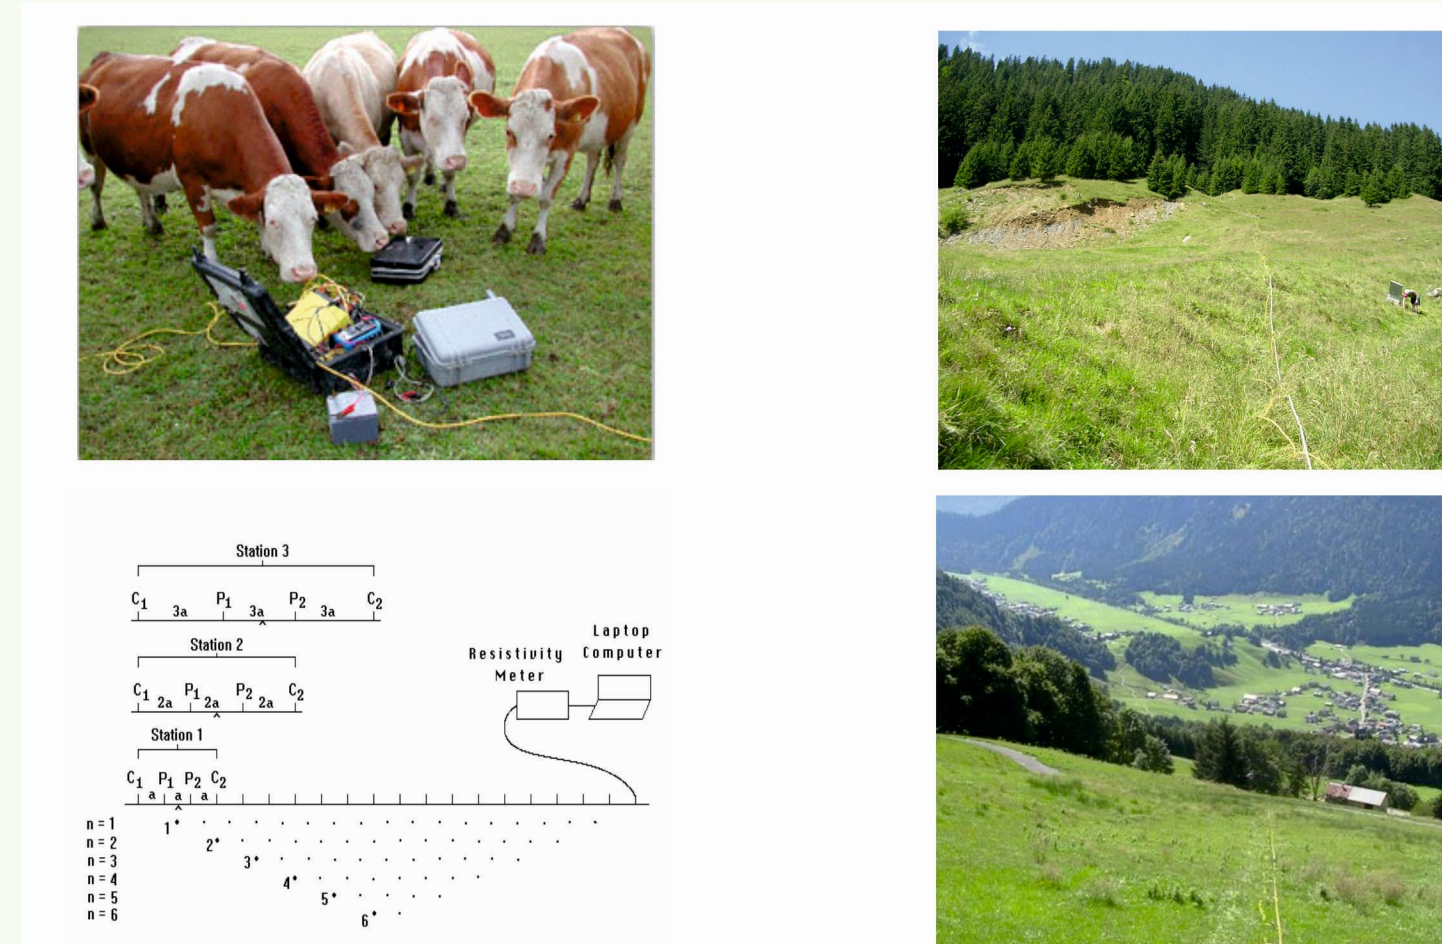 Station 3
C1 3a P1 3a P2 3a C2
Station 2
C1 2a P1 2a P2 2a C2
Resistivity Meter
Laptop Computer
Station 1
C1 a P1 a P2 a C2
n = 1 1
n = 2 2
n = 3 3
n = 4 4
n = 5 5
n = 6 6